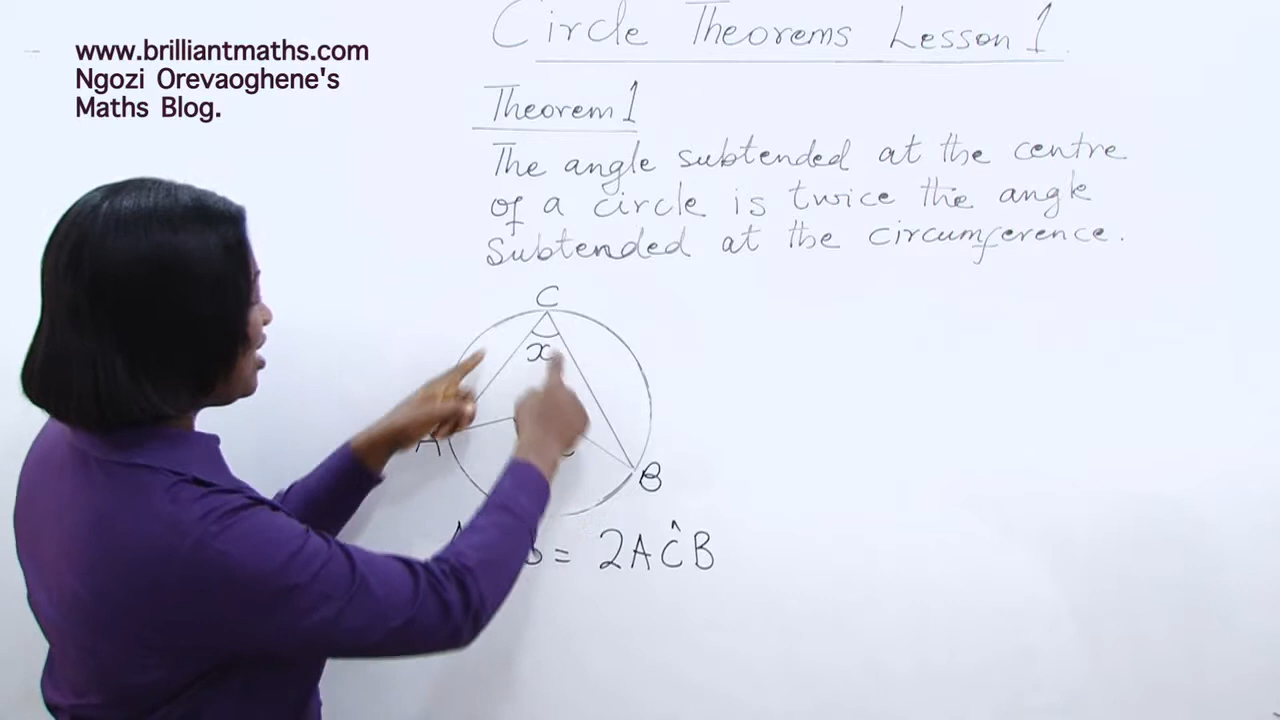 www.brilliantmaths.com
Ngozi Orevaoghene's
Maths Blog.
Circle Theorems Lesson 1
Theorem 1
The angle subtended at the centre
of a circle is twice the angle
Subtended at the circumference.
C
x
A
B
B = 2AĈB